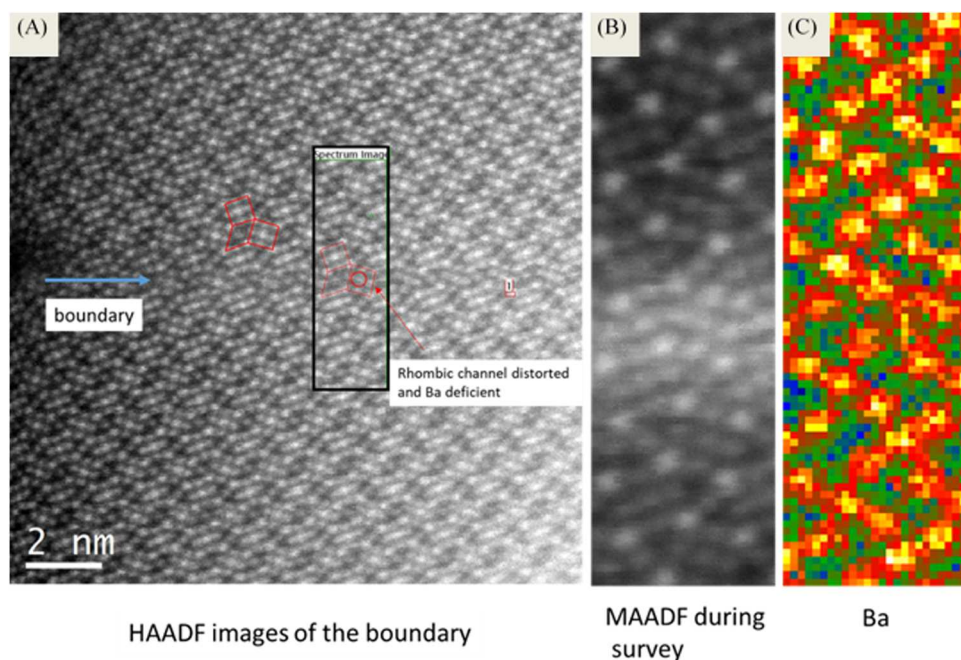 (A)
(B)
(C)
Spectrum Image
boundary
1
Rhombic channel distorted
and Ba deficient
2 nm
HAADF images of the boundary
MAADF during
survey
Ba